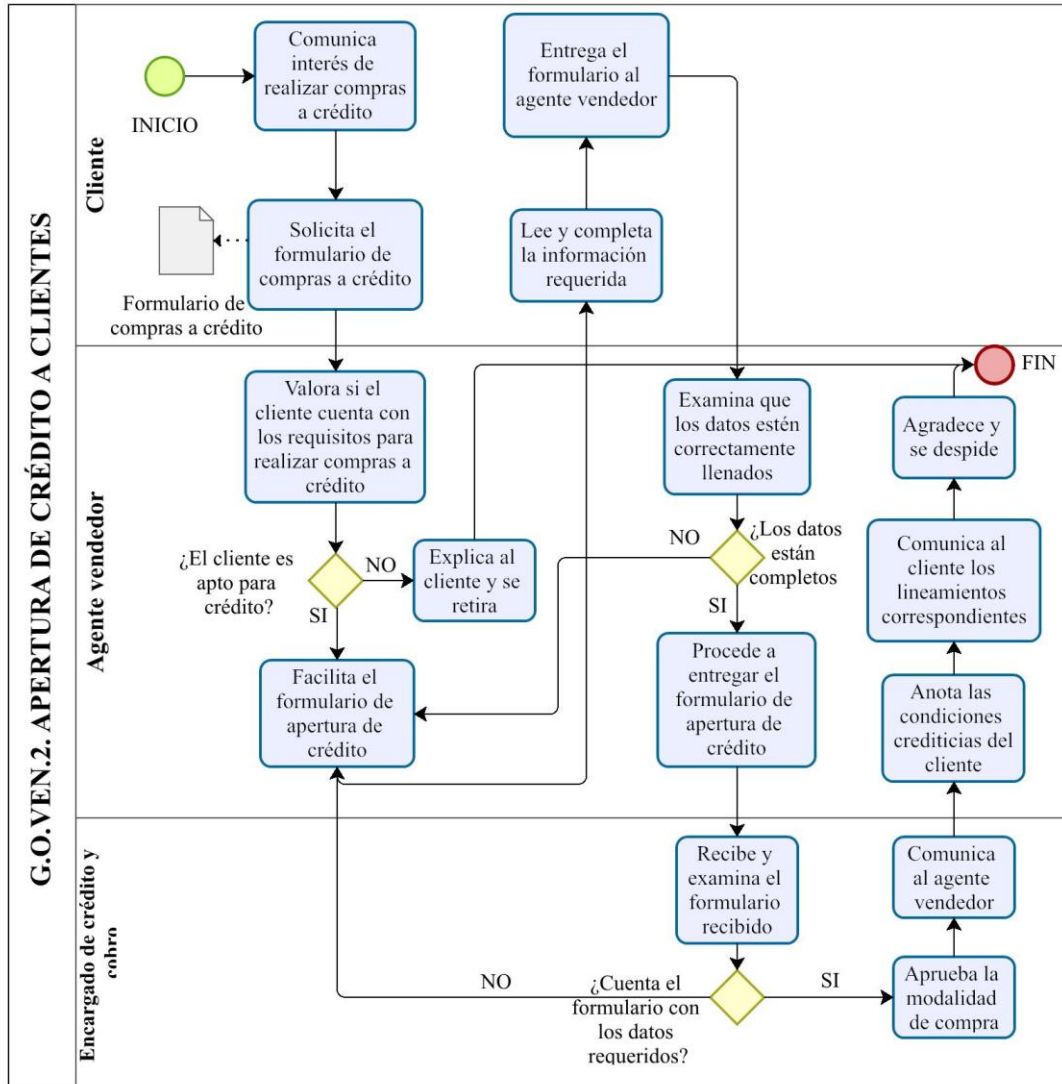 G.O.VEN.2. APERTURA DE CRÉDITO A CLIENTES
Cliente
INICIO
Comunica
interés de
realizar compras
a crédito
Solicita el
formulario de
compras a crédito
Formulario de
compras a crédito
Entrega el
formulario al
agente vendedor
Lee y completa
la información
requerida
Agente vendedor
Valora si el
cliente cuenta con
los requisitos para
realizar compras a
crédito
¿El cliente es
apto para
crédito?
NO
SI
Explica al
cliente y se
retira
Facilita el
formulario de
apertura de
crédito
Examina que
los datos estén
correctamente
llenados
NO
¿Los datos
están
completos
SI
Procede a
entregar el
formulario de
apertura de
crédito
FIN
Agradece y
se despide
Comunica al
cliente los
lineamientos
correspondientes
Anota las
condiciones
crediticias del
cliente
Encargado de crédito y
cobro
Recibe y
examina el
formulario
recibido
NO
¿Cuenta el
formulario con
los datos
requeridos?
SI
Comunica
al agente
vendedor
Aprueba la
modalidad
de compra